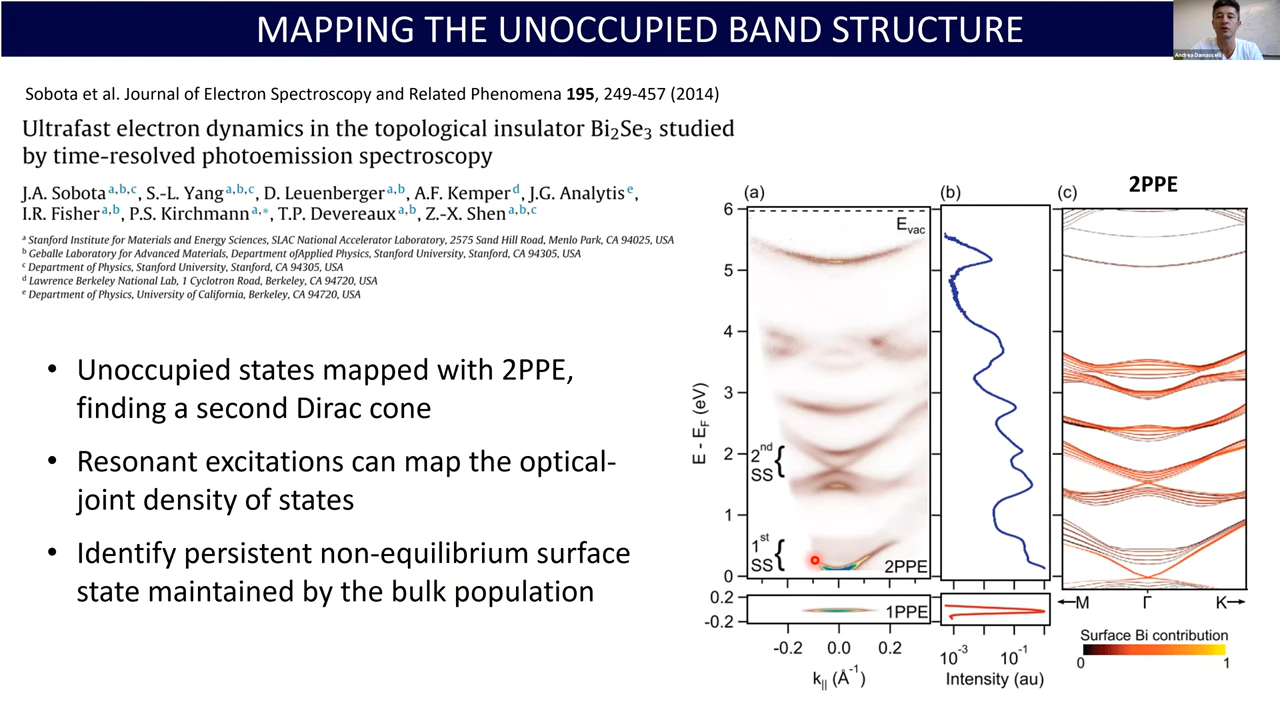 MAPPING THE UNOCCUPIED BAND STRUCTURE
Andrea Damascelli
Sobota et al. Journal of Electron Spectroscopy and Related Phenomena 195, 249-457 (2014)
Ultrafast electron dynamics in the topological insulator Bi2Se3 studied
by time-resolved photoemission spectroscopy
J.A. Sobota a,b,c, S.-L. Yang a,b,c, D. Leuenberger a,b, A.F. Kemper d, J.G. Analytis e,
I.R. Fisher a,b, P.S. Kirchmann a,*, T.P. Devereaux a,b, Z.-X. Shen a,b,c
a Stanford Institute for Materials and Energy Sciences, SLAC National Accelerator Laboratory, 2575 Sand Hill Road, Menlo Park, CA 94025, USA
b Geballe Laboratory for Advanced Materials, Department ofApplied Physics, Stanford University, Stanford, CA 94305, USA
c Department of Physics, Stanford University, Stanford, CA 94305, USA
d Lawrence Berkeley National Lab, 1 Cyclotron Road, Berkeley, CA 94720, USA
e Department of Physics, University of California, Berkeley, CA 94720, USA
• Unoccupied states mapped with 2PPE,
finding a second Dirac cone
• Resonant excitations can map the optical-
joint density of states
• Identify persistent non-equilibrium surface
state maintained by the bulk population
2PPE
(a) (b) (c)
6
5
4
3
2
1
0
E - EF (eV)
Evac
2nd
SS {
1st
SS {
2PPE
0.2
-0.2
1PPE
-0.2 0.0 0.2
k|| (Å-1)
10-3 10-1
Intensity (au)
←M Γ K→
Surface Bi contribution
0 1